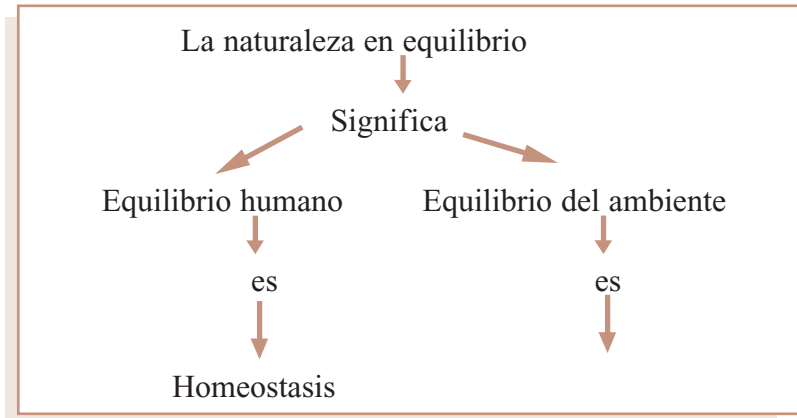 La naturaleza en equilibrio
Significa
Equilibrio humano
Equilibrio del ambiente
es
es
Homeostasis